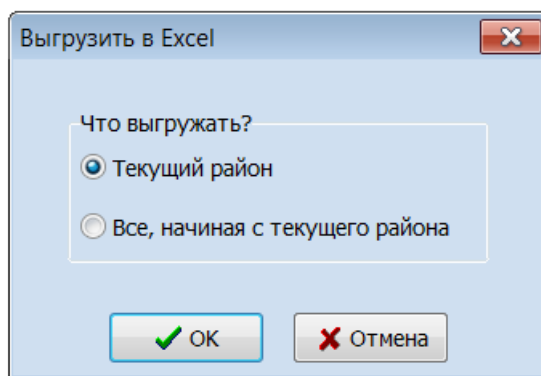 Выгрузить в Excel
Что выгружать?
Текущий район
Все, начиная с текущего района
OK
Отмена